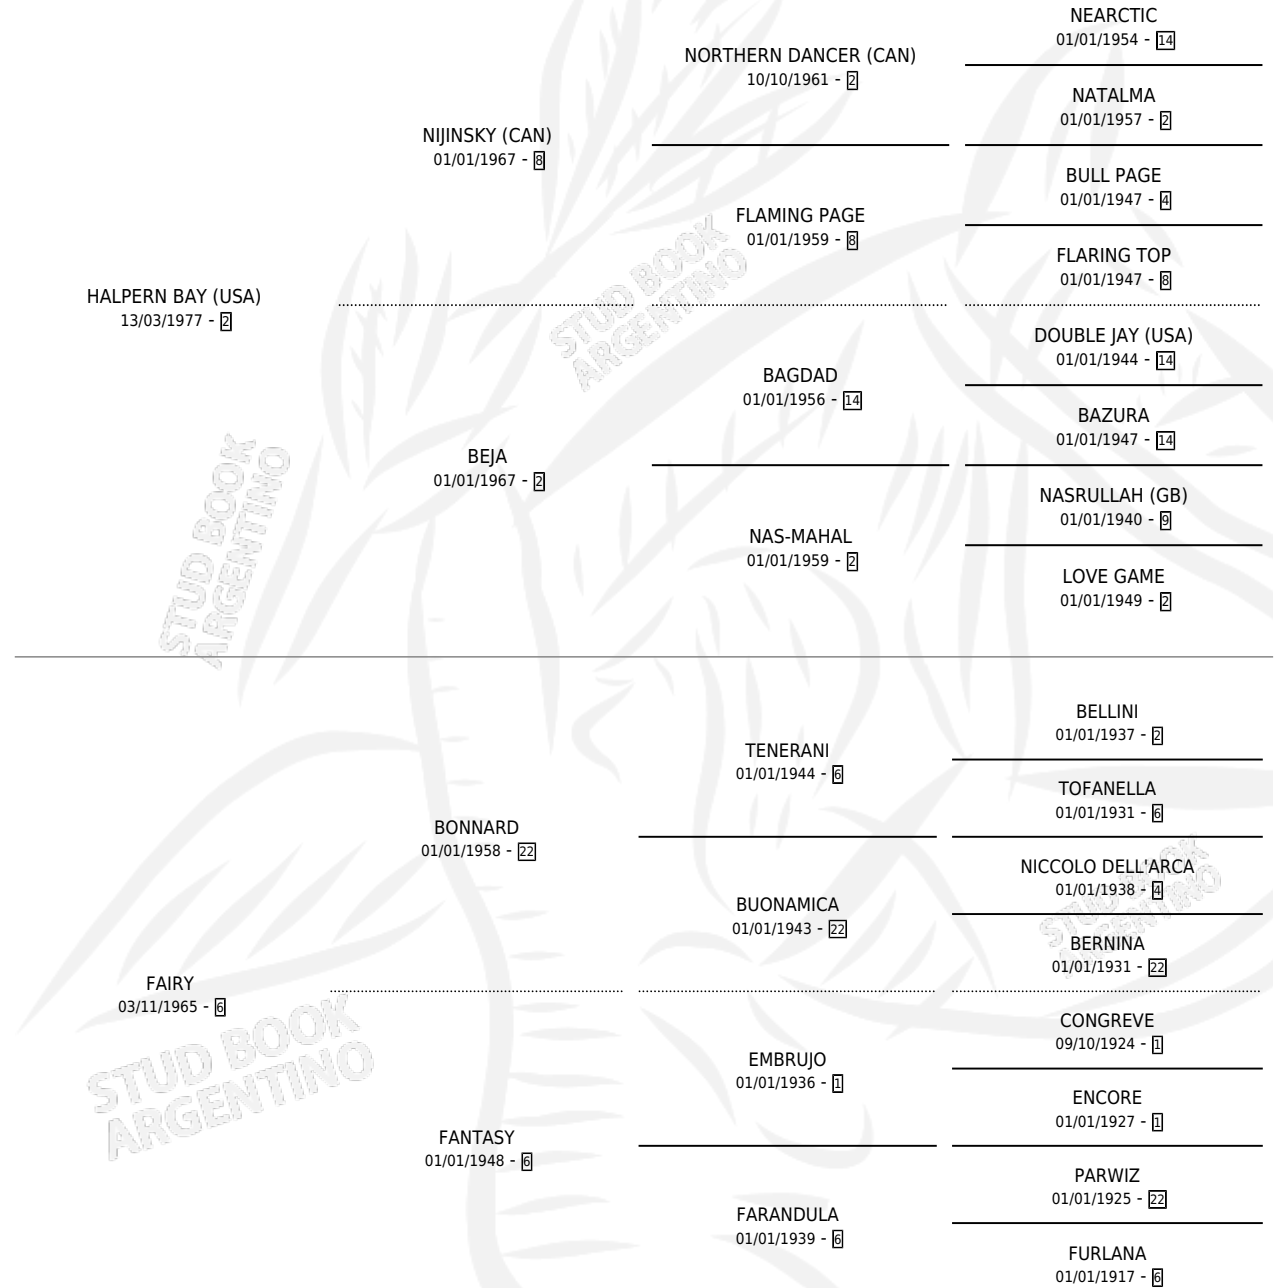 NEARCTIC
01/01/1954 - 14
NORTHERN DANCER (CAN)
10/10/1961 - 2
NATALMA
01/01/1957 - 2
NIJINSKY (CAN)
01/01/1967 - 8
BULL PAGE
01/01/1947 - 4
FLAMING PAGE
01/01/1959 - 8
FLARING TOP
01/01/1947 - 8
HALPERN BAY (USA)
13/03/1977 - 2
DOUBLE JAY (USA)
01/01/1944 - 14
BAGDAD
01/01/1956 - 14
BAZURA
01/01/1947 - 14
BEJA
01/01/1967 - 2
NASRULLAH (GB)
01/01/1940 - 9
NAS-MAHAL
01/01/1959 - 2
LOVE GAME
01/01/1949 - 2
BELLINI
01/01/1937 - 2
TENERANI
01/01/1944 - 6
TOFANELLA
01/01/1931 - 6
BONNARD
01/01/1958 - 22
NICCOLO DELL'ARCA
01/01/1938 - 4
BUONAMICA
01/01/1943 - 22
BERNINA
01/01/1931 - 22
FAIRY
03/11/1965 - 6
CONGREVE
09/10/1924 - 1
EMBRUJO
01/01/1936 - 1
ENCORE
01/01/1927 - 1
FANTASY
01/01/1948 - 6
PARWIZ
01/01/1925 - 22
FARANDULA
01/01/1939 - 6
FURLANA
01/01/1917 - 6
STUD BOOK
ARGENTINO
STUD BOOK
ARGENTINO
STUD BOOK
ARGENTINO
STUD BOOK
ARGENTINO